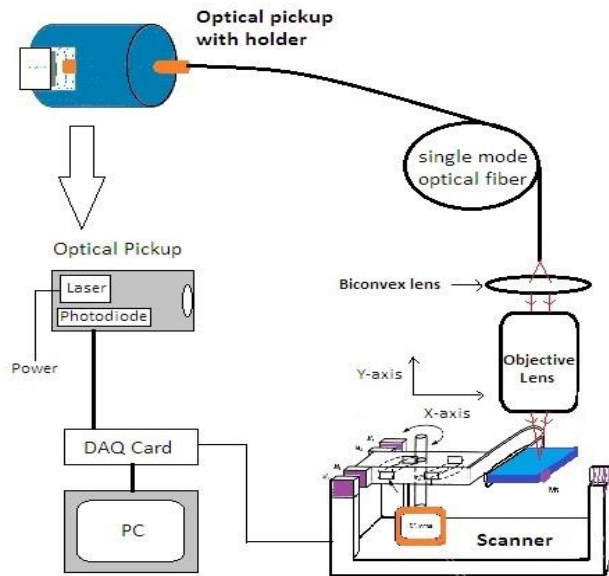 Optical pickup
with holder
single mode
optical fiber
Optical Pickup
Laser
Photodiode
Power
Biconvex lens
Objective
Lens
Y-axis
X-axis
DAQ Card
PC
Scanner